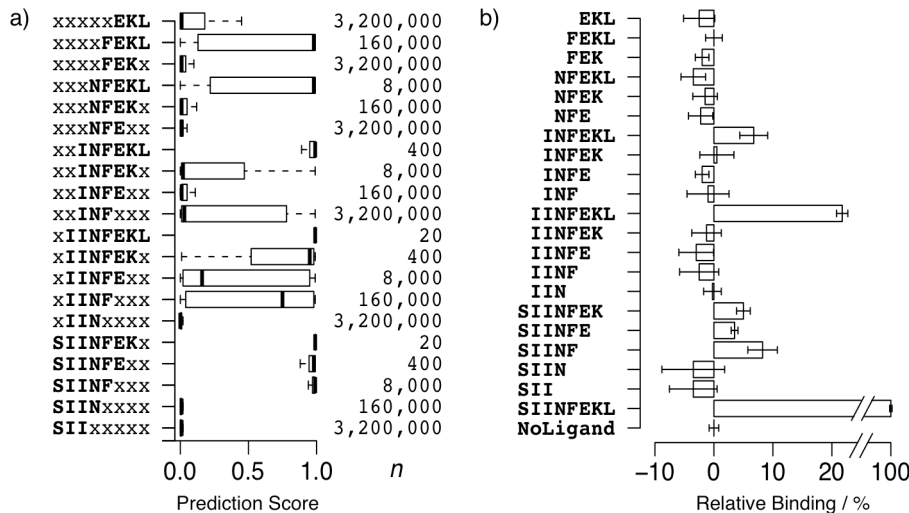 a)
xxxxxEKL 3,200,000
xxxxFEKL 160,000
xxxxFEKx 3,200,000
xxxNFEKL 8,000
xxxNFEKx 160,000
xxxNFExx 3,200,000
xxINFEKL 400
xxINFEKx 8,000
xxINFExx 160,000
xxINFxxx 3,200,000
xIINFEKL 20
xIINFEKx 400
xIINFExx 8,000
xIINFxxx 160,000
xIINxxxx 3,200,000
SIINFEKx 20
SIINFExx 400
SIINFxxx 8,000
SIINxxxx 160,000
SIIxxxxx 3,200,000
0.0 0.5 1.0 n
Prediction Score
b)
EKL
FEKL
FEK
NFEKL
NFEK
NFE
INFEKL
INFEK
INFE
INF
IINFEKL
IINFEK
IINFE
IINF
IIN
SIINFEK
SIINFE
SIINF
SIIN
SII
SIINFEKL
NoLigand
−10 0 10 20 100
Relative Binding / %